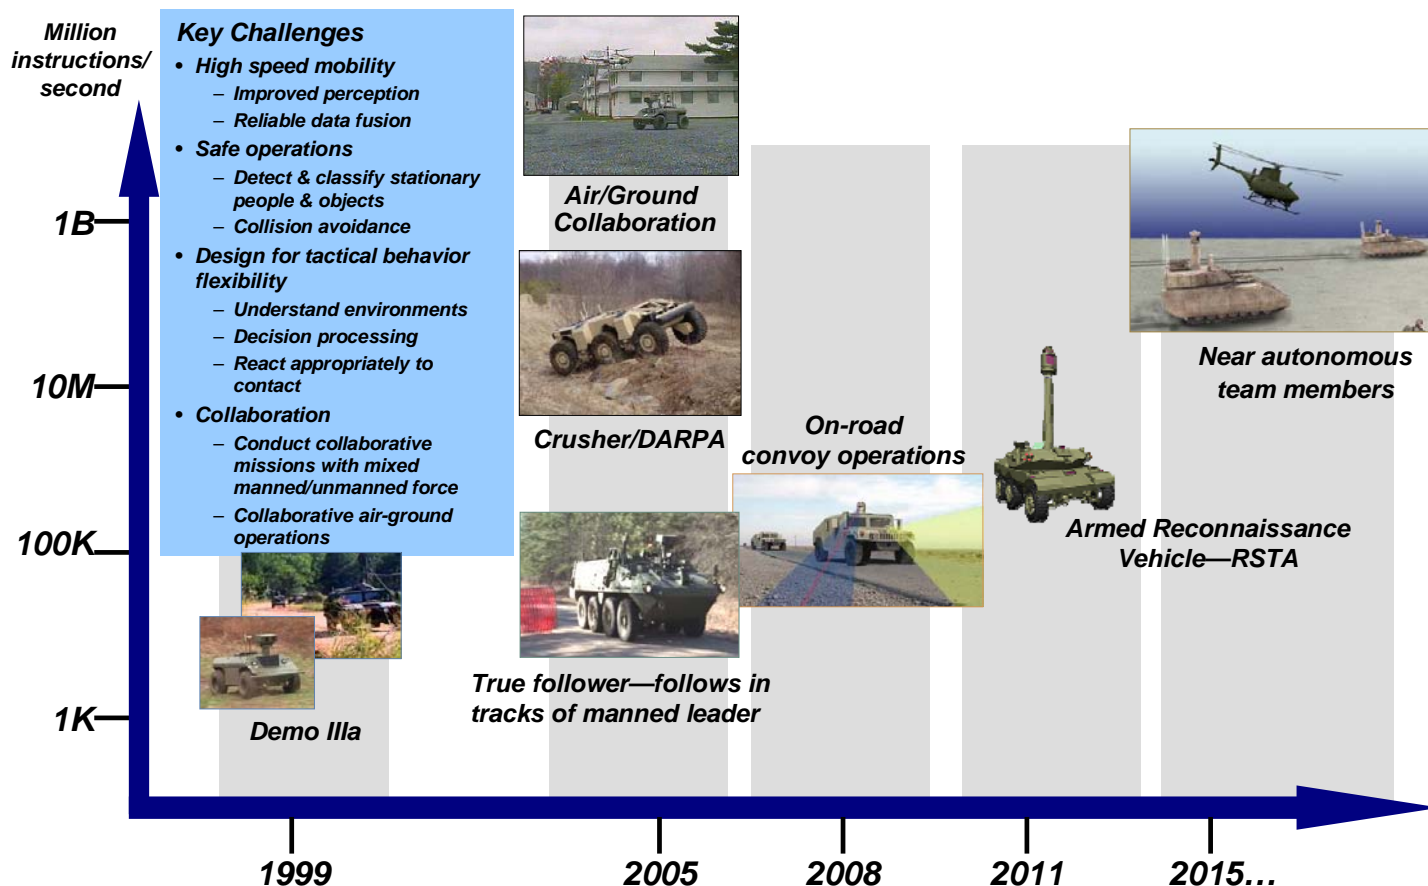 Million
instructions/
second
1B
10M
100K
1K
Key Challenges
• High speed mobility
– Improved perception
– Reliable data fusion
• Safe operations
– Detect & classify stationary
people & objects
– Collision avoidance
• Design for tactical behavior
flexibility
– Understand environments
– Decision processing
– React appropriately to
contact
• Collaboration
– Conduct collaborative
missions with mixed
manned/unmanned force
– Collaborative air-ground
operations
Demo IIIa
Air/Ground
Collaboration
Crusher/DARPA
True follower—follows in
tracks of manned leader
On-road
convoy operations
Armed Reconnaissance
Vehicle—RSTA
Near autonomous
team members
1999
2005
2008
2011
2015…